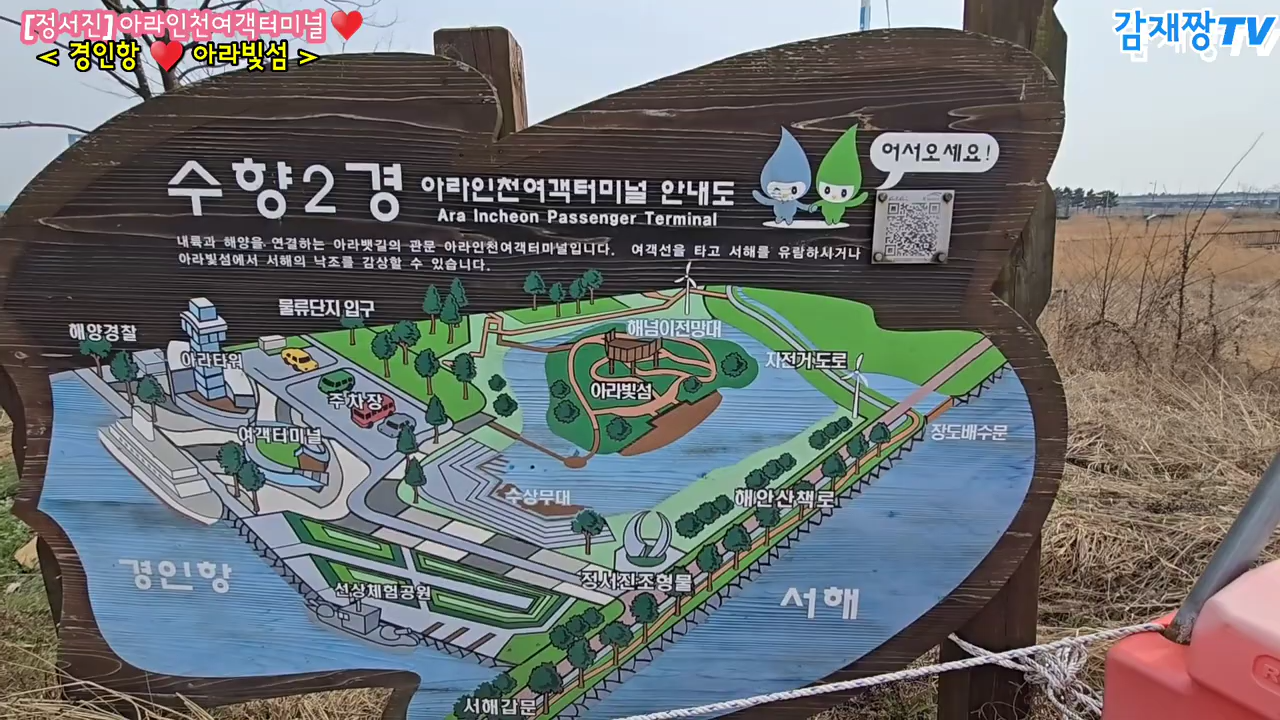 [정서진] 아라인천여객터미널 ❤️
< 경인항 ❤️ 아라빛섬 >
감재짱TV
어서오세요!
수향2경 아라인천여객터미널 안내도
Ara Incheon Passenger Terminal
내륙과 해양을 연결하는 아라뱃길의 관문 아라인천여객터미널입니다. 여객선을 타고 서해를 유람하시거나
아라빛섬에서 서해의 낙조를 감상할 수 있습니다.
물류단지 입구
해양경찰
해넘이전망대
아라타워
자전거도로
아라빛섬
주차장
여객터미널
장도배수문
수상무대
해안산책로
경인항
정서진조형물
선상체험공원
서해
서해갑문